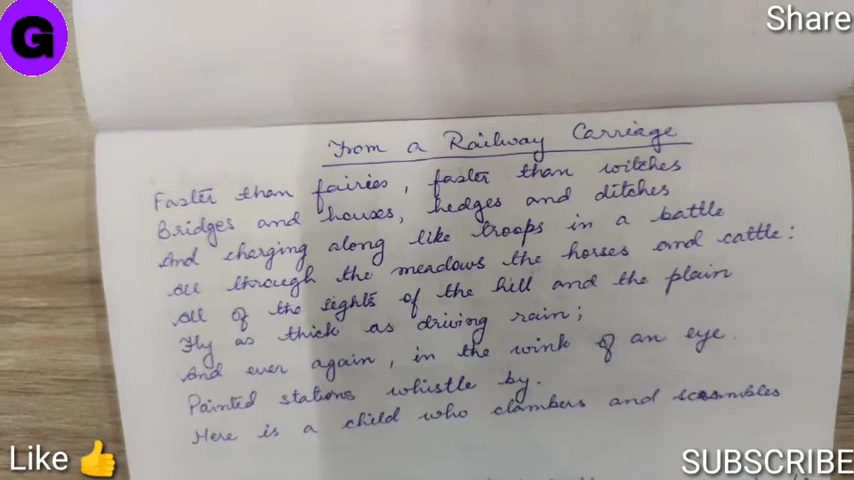 G
Share
From a Railway Carriage
Faster than fairies, faster than witches
Bridges and houses, hedges and ditches
And charging along like troops in a battle
All through the meadows the horses and cattle:
All of the sights of the hill and the plain
Fly as thick as driving rain;
And ever again, in the wink of an eye.
Painted stations whistle by.
Here is a child who clambers and scrambles
Like 👍
SUBSCRIBE